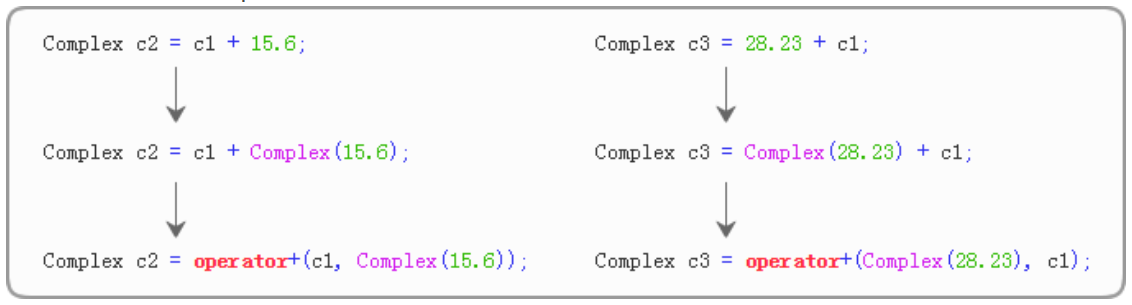 Complex c2 = c1 + 15.6;
Complex c2 = c1 + Complex(15.6);
Complex c2 = operator+(c1, Complex(15.6));
Complex c3 = 28.23 + c1;
Complex c3 = Complex(28.23) + c1;
Complex c3 = operator+(Complex(28.23), c1);